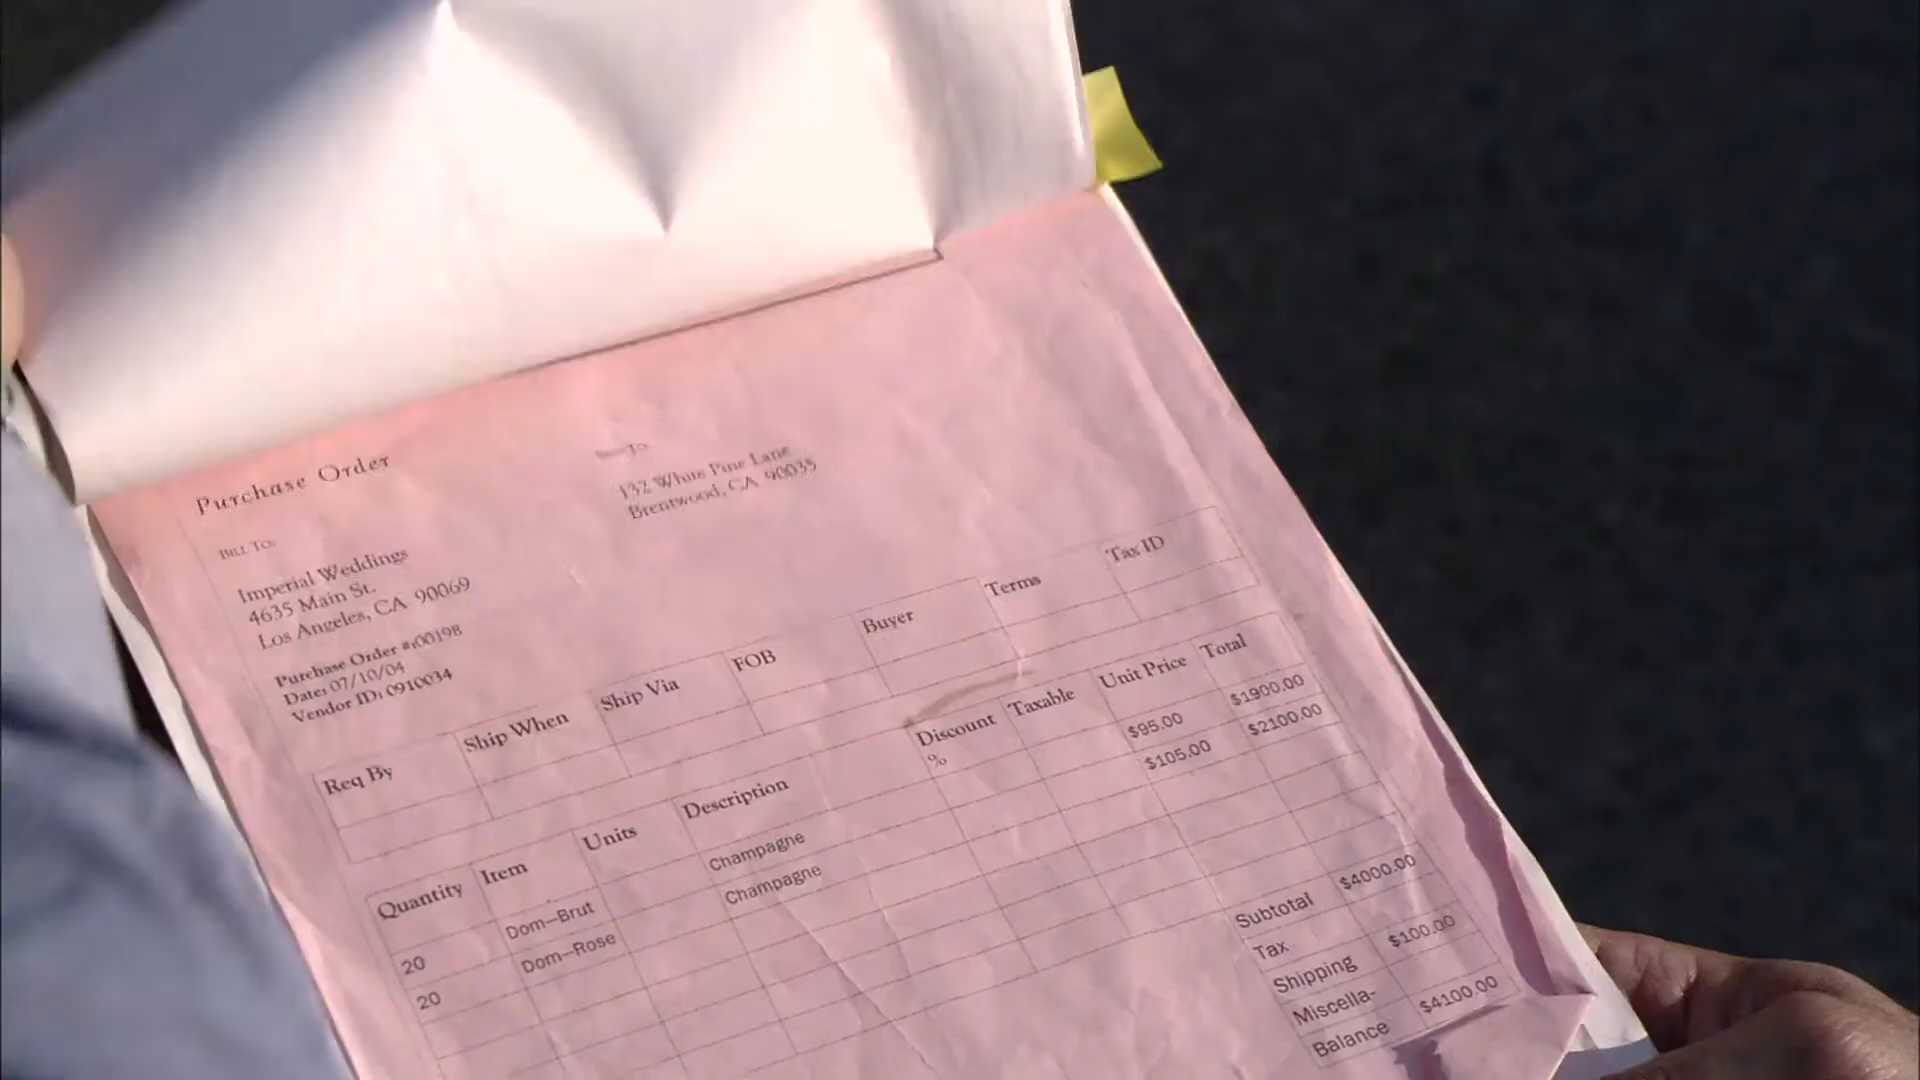 Purchase Order
BILL TO:
Imperial Weddings
4635 Main St.
Los Angeles, CA 90069
To:
132 White Pine Lane
Brentwood, CA 90035
Purchase Order #:00198
Date: 07/10/04
Vendor ID: 0910034
Req By Ship When Ship Via FOB Buyer Terms Tax ID
Quantity Item Units Description Discount % Taxable Unit Price Total
20 Dom–Brut Champagne $95.00 $1900.00
20 Dom–Rose Champagne $105.00 $2100.00
Subtotal $4000.00
Tax
Shipping $100.00
Miscella-
Balance $4100.00